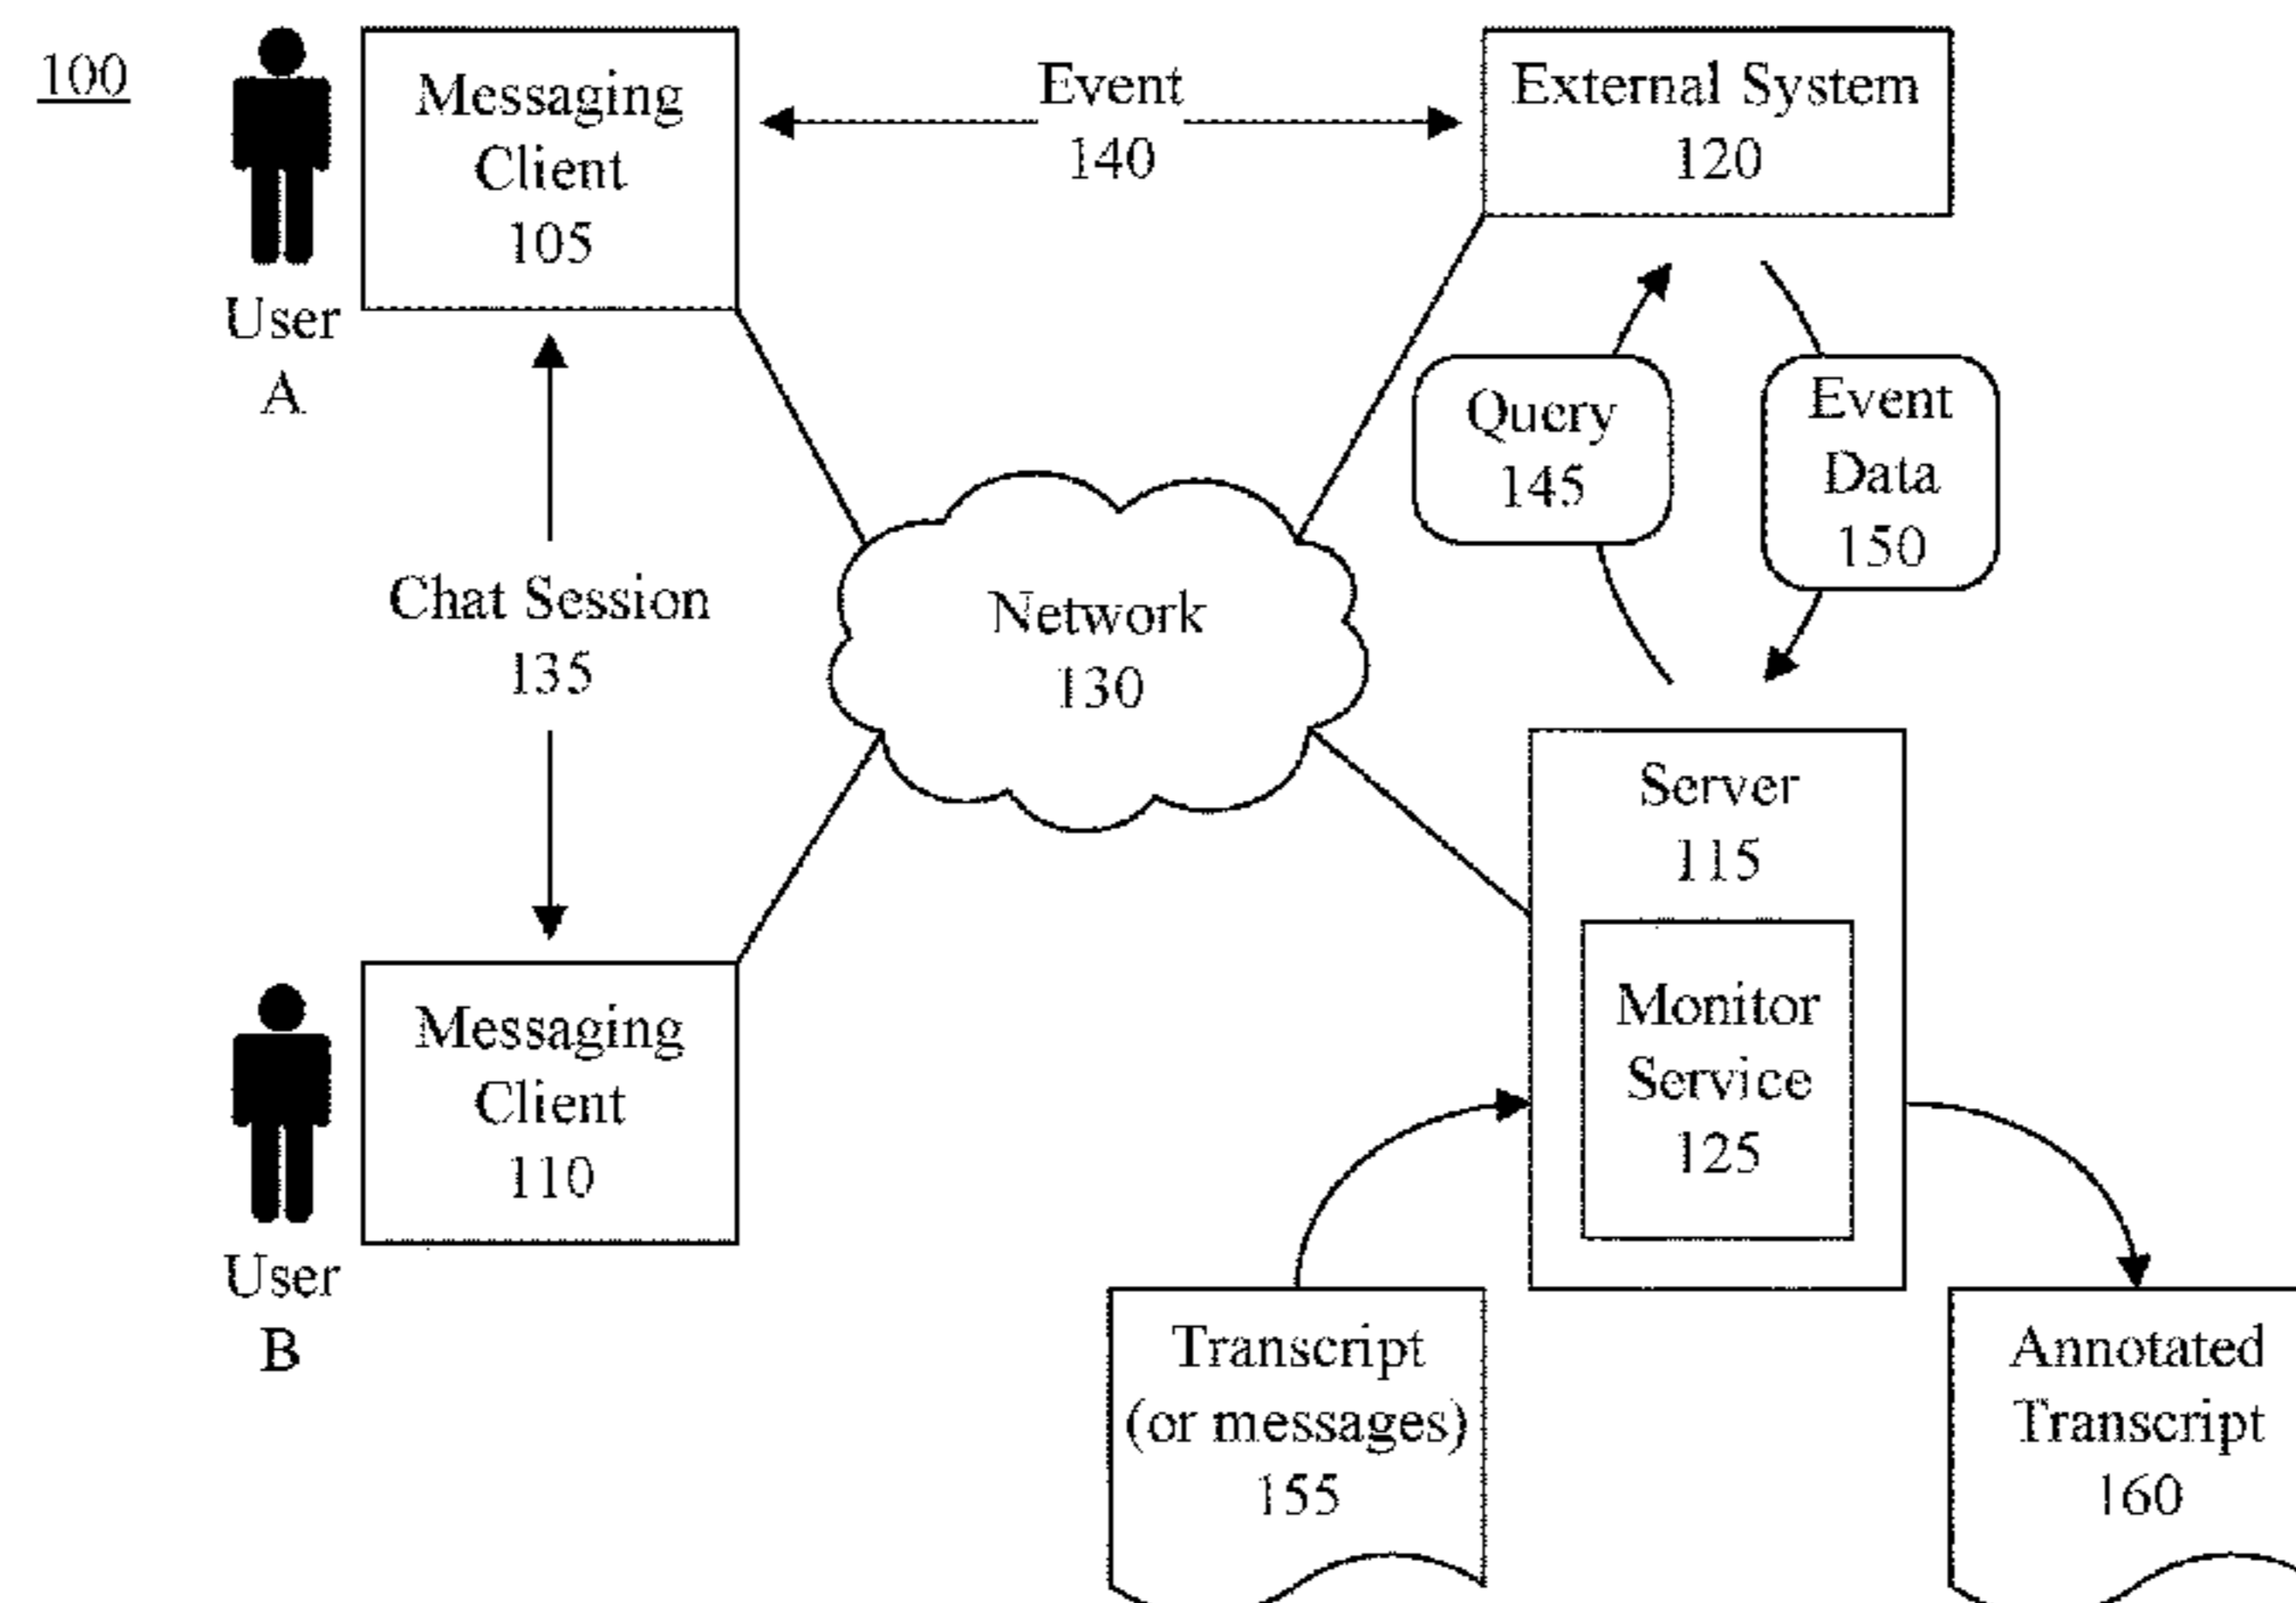 100
Messaging
Client
105
User
A
Event
140
External System
120
Query
145
Event
Data
150
Chat Session
135
Network
130
Server
115
Monitor
Service
125
Messaging
Client
110
User
B
Transcript
(or messages)
155
Annotated
Transcript
160